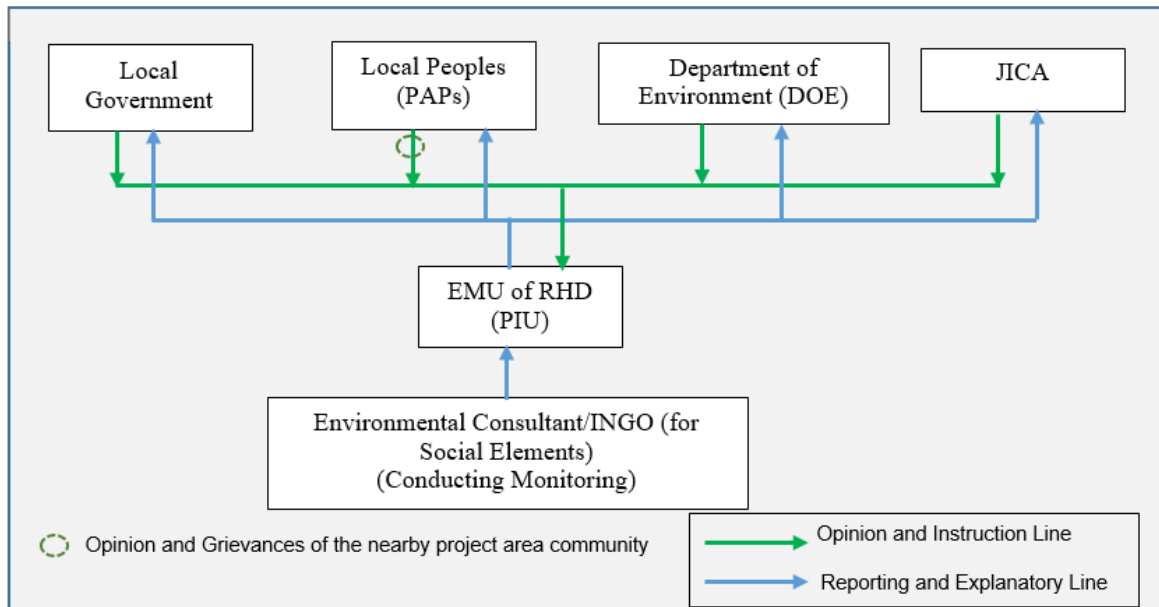 Local
Government
Local Peoples
(PAPs)
Department of
Environment (DOE)
JICA
EMU of RHD
(PIU)
Environmental Consultant/INGO (for
Social Elements)
(Conducting Monitoring)
Opinion and Grievances of the nearby project area community
Opinion and Instruction Line
Reporting and Explanatory Line